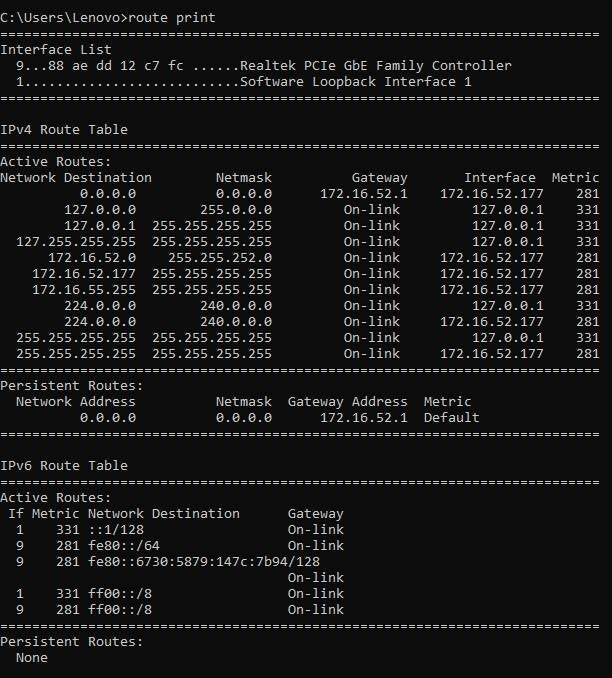 C:\Users\Lenovo>route print
===========================================================================
Interface List
  9...88 ae dd 12 c7 fc ......Realtek PCIe GbE Family Controller
  1...........................Software Loopback Interface 1
===========================================================================
IPv4 Route Table
===========================================================================
Active Routes:
Network Destination        Netmask          Gateway       Interface  Metric
          0.0.0.0          0.0.0.0      172.16.52.1    172.16.52.177    281
        127.0.0.0        255.0.0.0         On-link         127.0.0.1    331
        127.0.0.1  255.255.255.255         On-link         127.0.0.1    331
  127.255.255.255  255.255.255.255         On-link         127.0.0.1    331
      172.16.52.0    255.255.252.0         On-link     172.16.52.177    281
    172.16.52.177  255.255.255.255         On-link     172.16.52.177    281
    172.16.55.255  255.255.255.255         On-link     172.16.52.177    281
        224.0.0.0        240.0.0.0         On-link         127.0.0.1    331
        224.0.0.0        240.0.0.0         On-link     172.16.52.177    281
  255.255.255.255  255.255.255.255         On-link         127.0.0.1    331
  255.255.255.255  255.255.255.255         On-link     172.16.52.177    281
===========================================================================
Persistent Routes:
  Network Address          Netmask  Gateway Address  Metric
          0.0.0.0          0.0.0.0      172.16.52.1  Default
===========================================================================
IPv6 Route Table
===========================================================================
Active Routes:
 If Metric Network Destination      Gateway
  1    331 ::1/128                  On-link
  9    281 fe80::/64                On-link
  9    281 fe80::6730:5879:147c:7b94/128
                                    On-link
  1    331 ff00::/8                 On-link
  9    281 ff00::/8                 On-link
===========================================================================
Persistent Routes:
  None